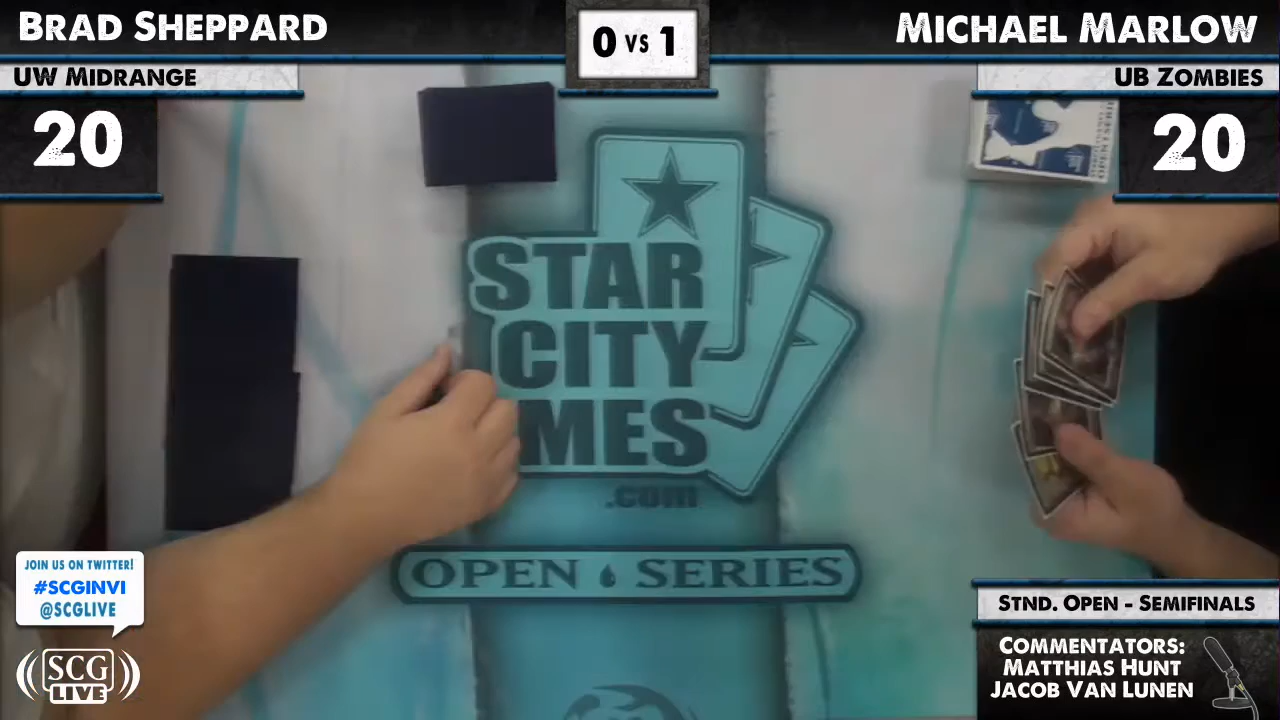 BRAD SHEPPARD
0 VS 1
MICHAEL MARLOW
UW MIDRANGE
UB ZOMBIES
20
20
STAR
CITY
MES
.com
OPEN SERIES
JOIN US ON TWITTER!
#SCGINVI
@SCGLIVE
SCG
LIVE
STND. OPEN - SEMIFINALS
COMMENTATORS:
MATTHIAS HUNT
JACOB VAN LUNEN